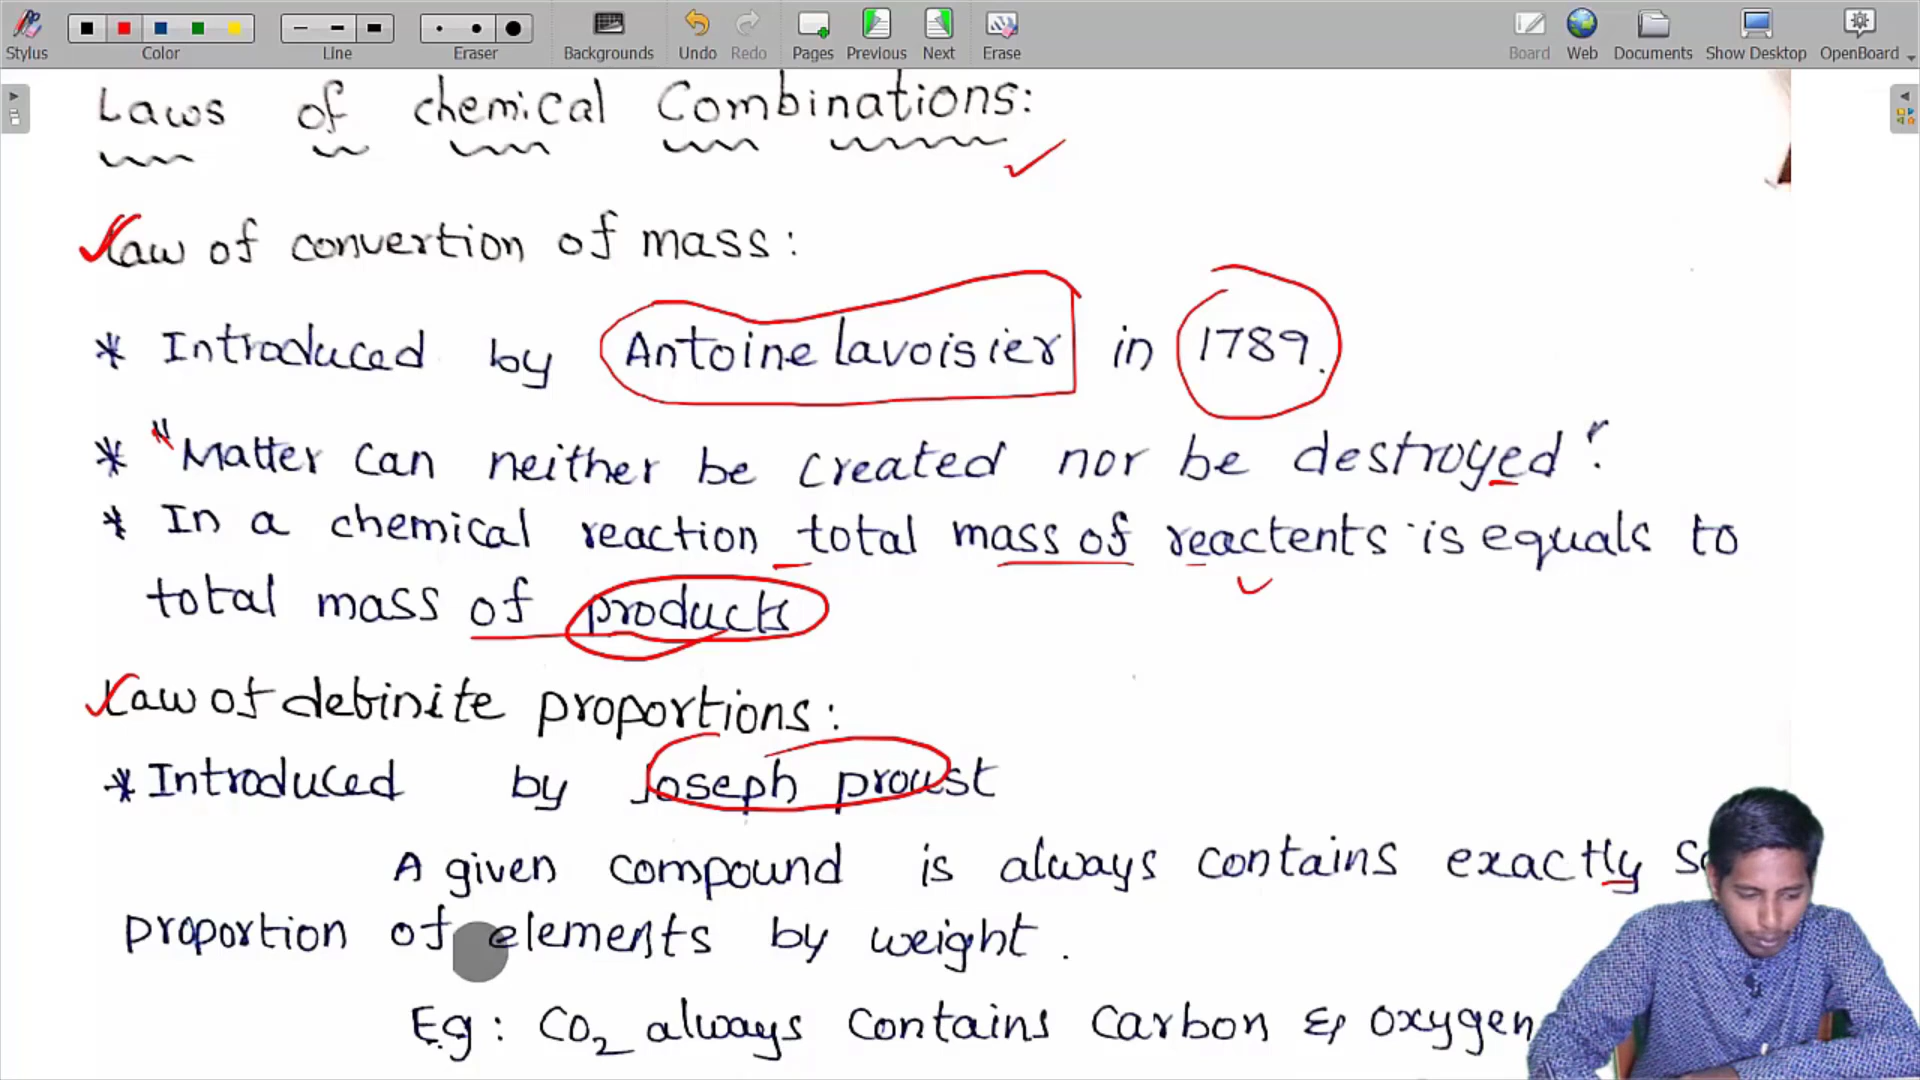 Stylus Color Line Eraser Backgrounds Undo Redo Pages Previous Next Erase Board Web Documents Show Desktop OpenBoard
Laws of chemical Combinations:
Law of convertion of mass:
* Introduced by Antoine lavoisier in 1789.
* "Matter can neither be created nor be destroyed".
* In a chemical reaction total mass of reactents is equals to
total mass of products
Law of definite proportions:
* Introduced by Joseph proust
A given compound is always contains exactly
proportion of elements by weight.
Eg: CO₂ always contains carbon & oxygen